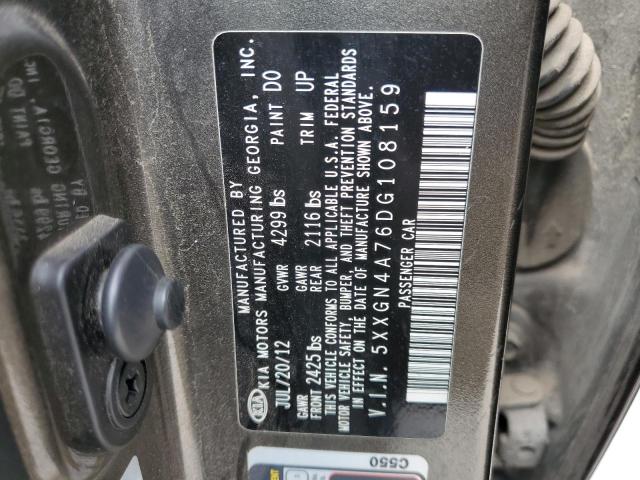 KIA
MANUFACTURED BY
KIA MOTORS MANUFACTURING GEORGIA, INC.
JUL/20/12 GVWR 4299 lbs PAINT DO
GAWR FRONT 2425 lbs GAWR REAR 2116 lbs TRIM UP
THIS VEHICLE CONFORMS TO ALL APPLICABLE U.S.A. FEDERAL
MOTOR VEHICLE SAFETY, BUMPER, AND THEFT PREVENTION STANDARDS
IN EFFECT ON THE DATE OF MANUFACTURE SHOWN ABOVE.
V.I.N. 5XXGN4A76DG108159
PASSENGER CAR
C550